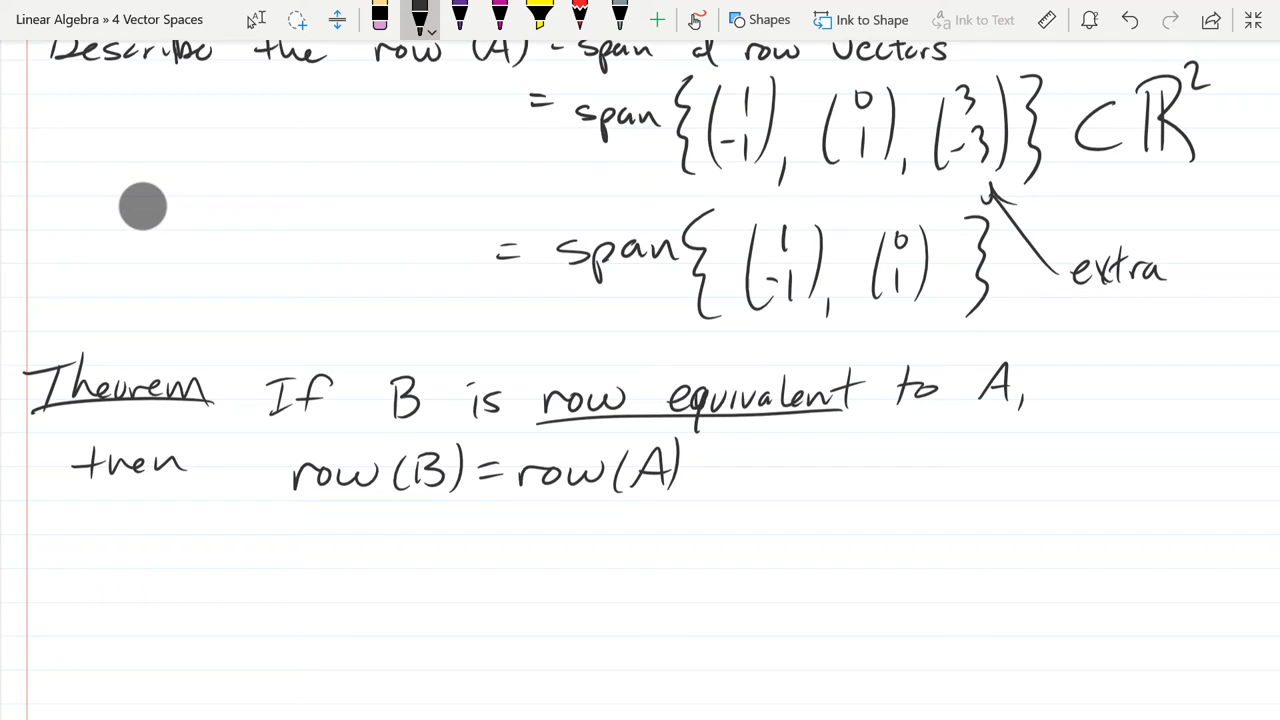 Linear Algebra » 4 Vector Spaces Shapes Ink to Shape Ink to Text
Describe the row (A) - span of row vectors
= span { (1 -1), (0 1), (3 -3) } ⊂ ℝ²
= span { (1 -1), (0 1) } extra
Theorem If B is row equivalent to A,
then row(B) = row(A)